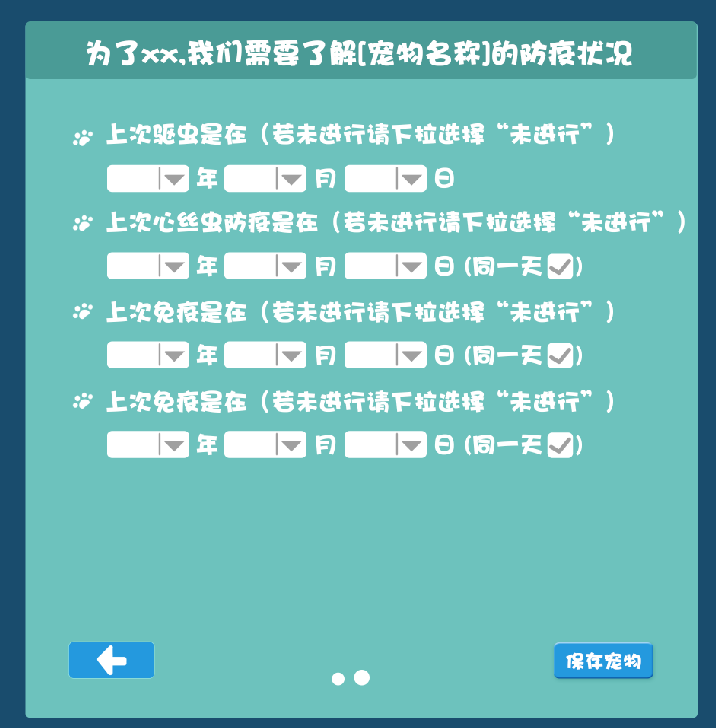 为了xx,我们需要了解[宠物名称]的防疫状况
上次驱虫是在（若未进行请下拉选择“未进行”）
年 月 日
上次心丝虫防疫是在（若未进行请下拉选择“未进行”）
年 月 日 (同一天 )
上次免疫是在（若未进行请下拉选择“未进行”）
年 月 日 (同一天 )
上次免疫是在（若未进行请下拉选择“未进行”）
年 月 日 (同一天 )
保存宠物